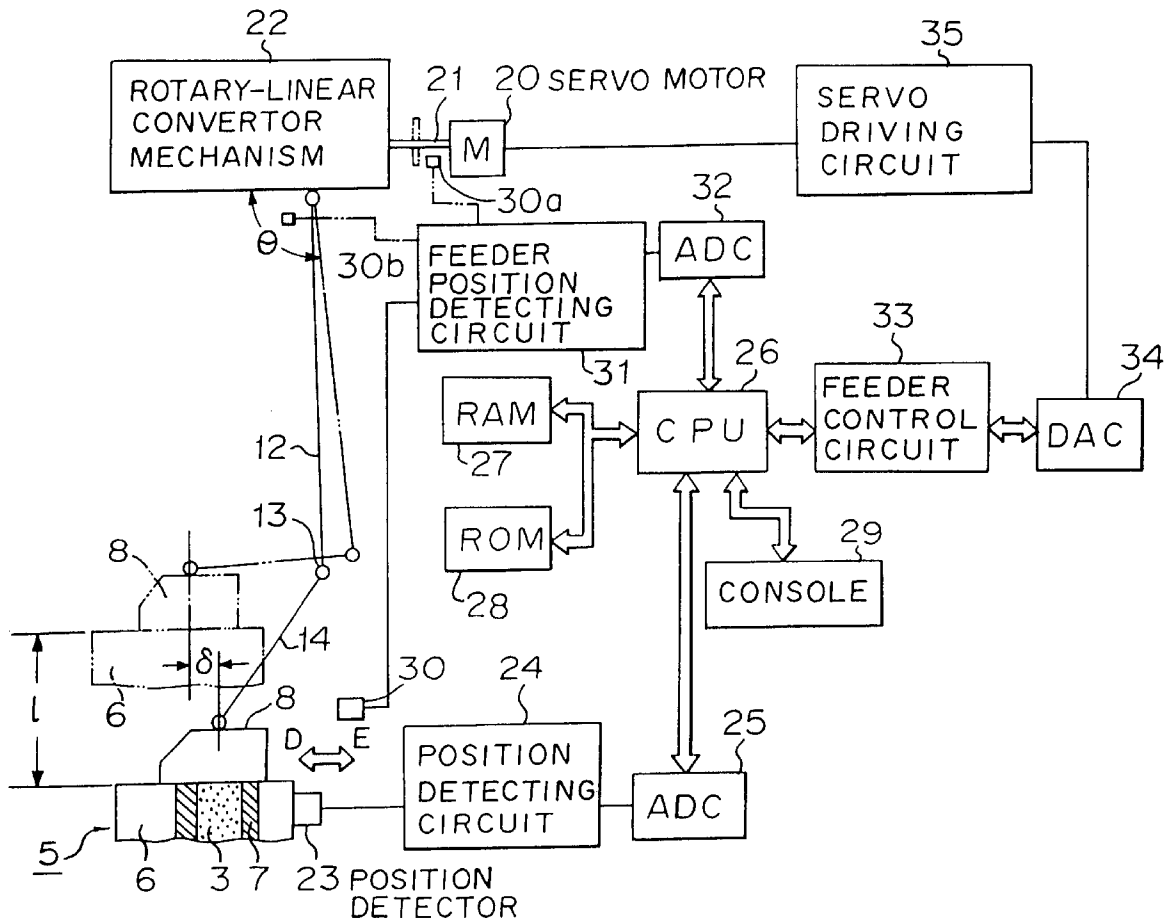 22
ROTARY-LINEAR
CONVERTOR
MECHANISM
21
20 SERVO MOTOR
M
35
SERVO
DRIVING
CIRCUIT
30a
θ
30b
FEEDER
POSITION
DETECTING
CIRCUIT
31
32
ADC
26
CPU
33
FEEDER
CONTROL
CIRCUIT
34
DAC
RAM
27
ROM
28
29
CONSOLE
12
13
8
14
δ
6
l
30
8
D
E
24
POSITION
DETECTING
CIRCUIT
25
ADC
5
6
3
7
23 POSITION
DETECTOR